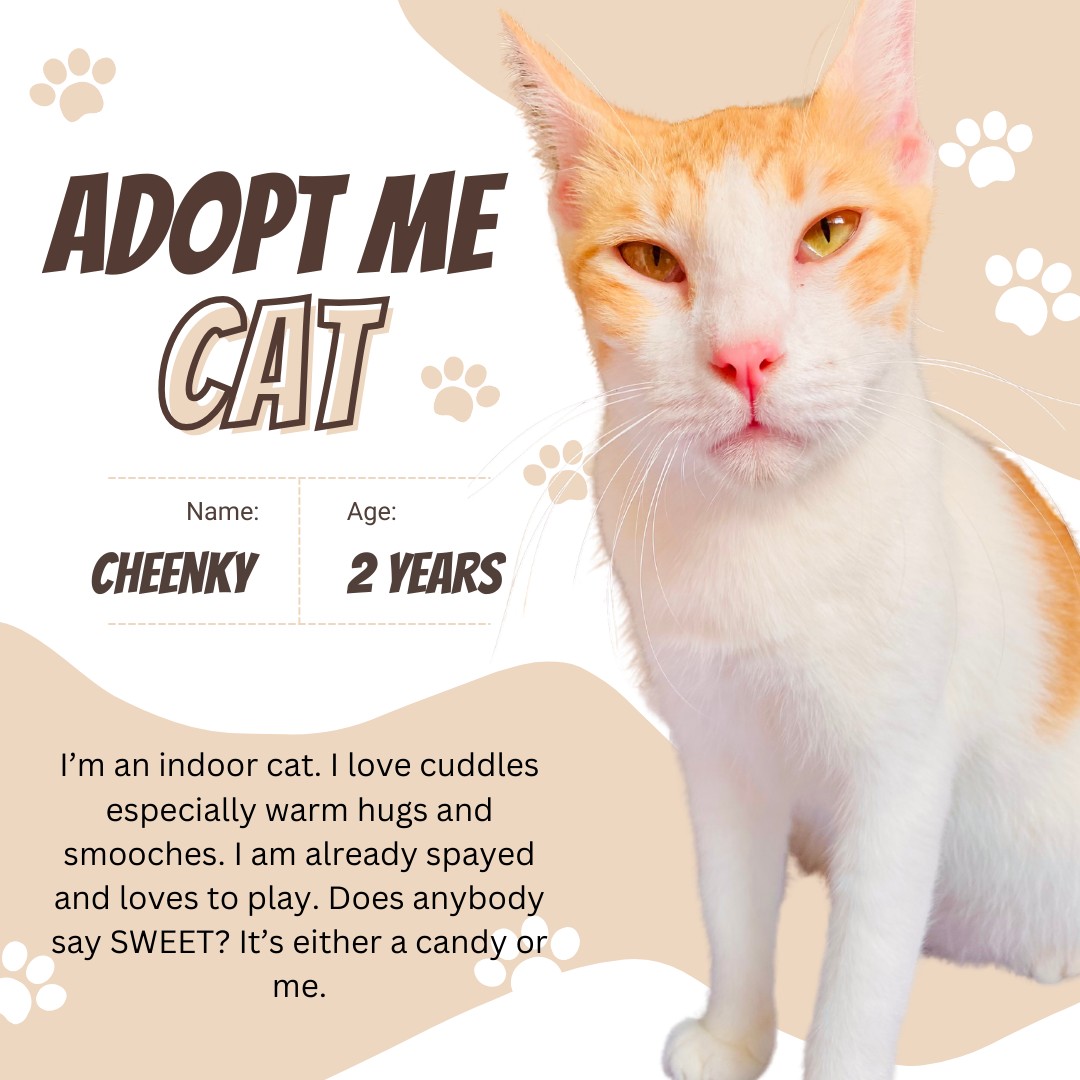 ADOPT ME
CAT
Name:
CHEENKY
Age:
2 YEARS
I’m an indoor cat. I love cuddles
especially warm hugs and
smooches. I am already spayed
and loves to play. Does anybody
say SWEET? It’s either a candy or
me.